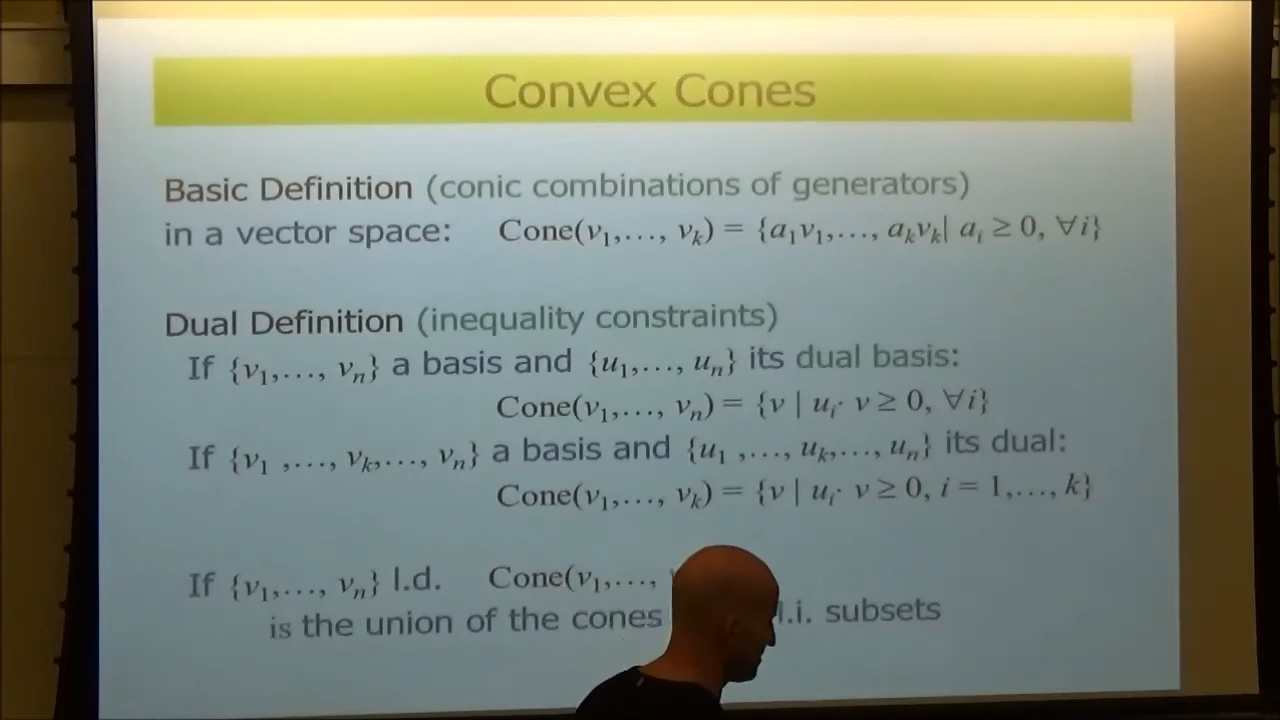 Convex Cones
Basic Definition (conic combinations of generators)
in a vector space: Cone(v₁,..., vₖ) = {a₁v₁,..., aₖvₖ| aᵢ ≥ 0, ∀i}
Dual Definition (inequality constraints)
If {v₁,..., vₙ} a basis and {u₁,..., uₙ} its dual basis:
Cone(v₁,..., vₙ) = {v | uᵢ· v ≥ 0, ∀i}
If {v₁ ,..., vₖ,..., vₙ} a basis and {u₁ ,..., uₖ,..., uₙ} its dual:
Cone(v₁,..., vₖ) = {v | uᵢ· v ≥ 0, i = 1,..., k}
If {v₁,..., vₙ} l.d. Cone(v₁,...,
is the union of the cones l.i. subsets